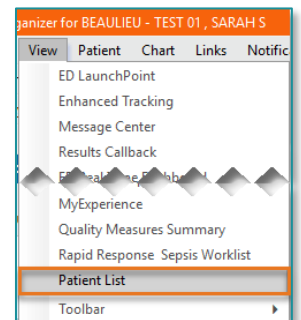 ganizer for BEAULIEU - TEST 01 , SARAH S
View Patient Chart Links Notific
ED LaunchPoint
Enhanced Tracking
Message Center
Results Callback
MyExperience
Quality Measures Summary
Rapid Response Sepsis Worklist
Patient List
Toolbar